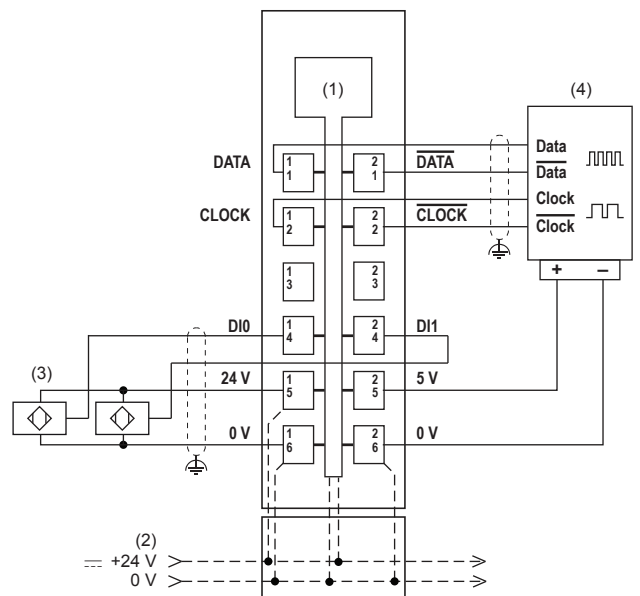 (1)
(4)
Data
Data
Clock
Clock
+ –
DATA
1
1
2
1
DATA
CLOCK
1
2
2
2
CLOCK
1
3
2
3
DI0
1
4
2
4
DI1
(3)
24 V
1
5
2
5
5 V
0 V
1
6
2
6
0 V
(2)
+24 V
0 V